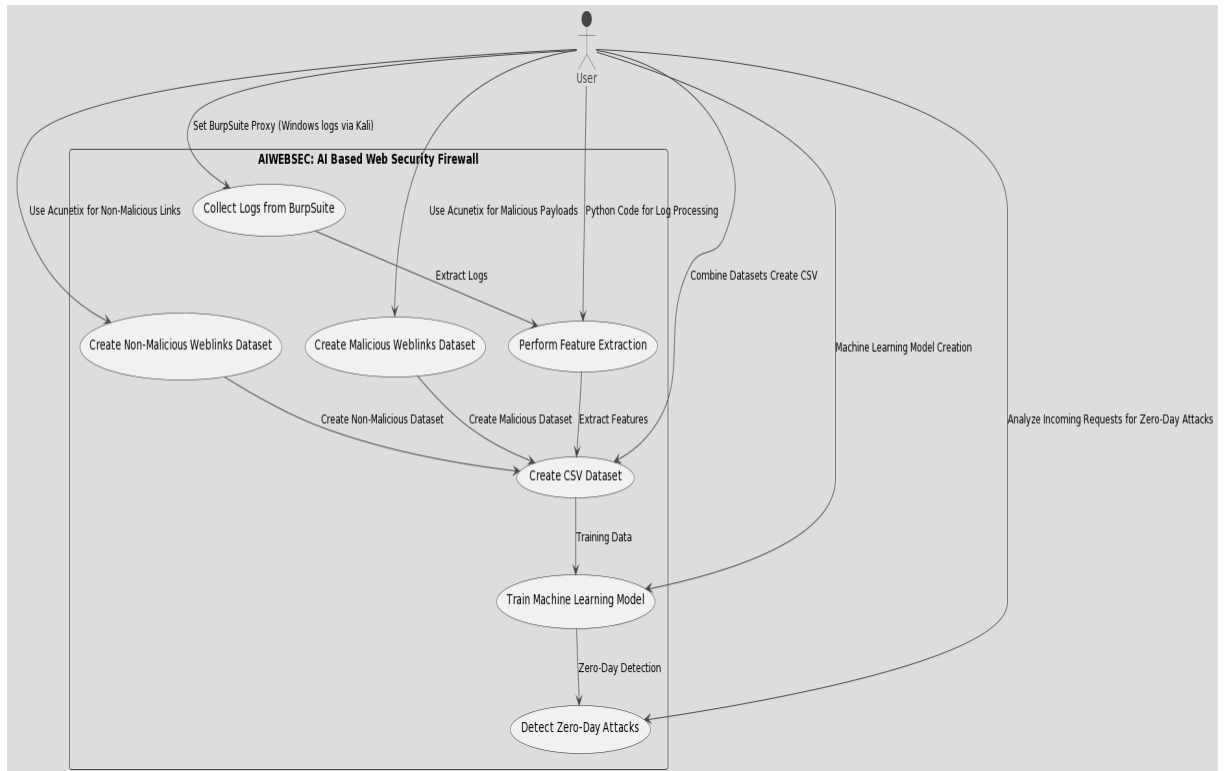 User
Set BurpSuite Proxy (Windows logs via Kali)
AIWEBSEC: AI Based Web Security Firewall
Use Acunetix for Non-Malicious Links
Collect Logs from BurpSuite
Use Acunetix for Malicious Payloads
Python Code for Log Processing
Extract Logs
Combine Datasets Create CSV
Create Non-Malicious Weblinks Dataset
Create Malicious Weblinks Dataset
Perform Feature Extraction
Machine Learning Model Creation
Create Non-Malicious Dataset
Create Malicious Dataset
Extract Features
Analyze Incoming Requests for Zero-Day Attacks
Create CSV Dataset
Training Data
Train Machine Learning Model
Zero-Day Detection
Detect Zero-Day Attacks